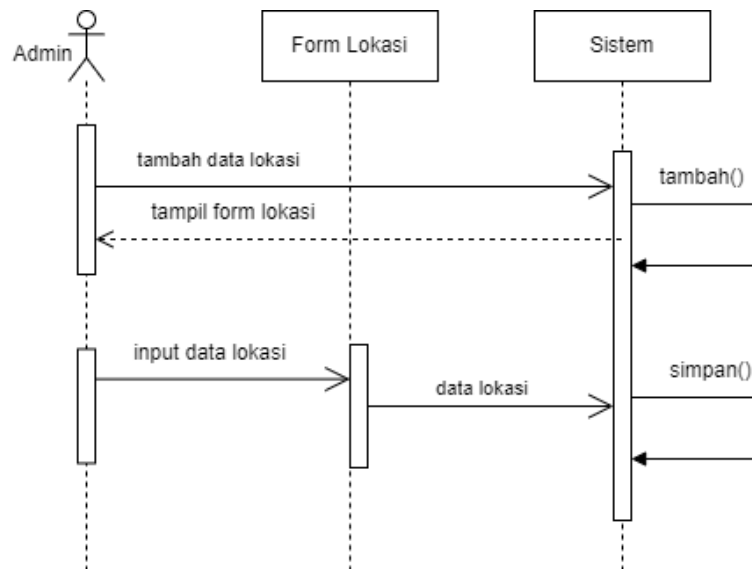 Admin
Form Lokasi
Sistem
tambah data lokasi
tambah()
tampil form lokasi
input data lokasi
simpan()
data lokasi